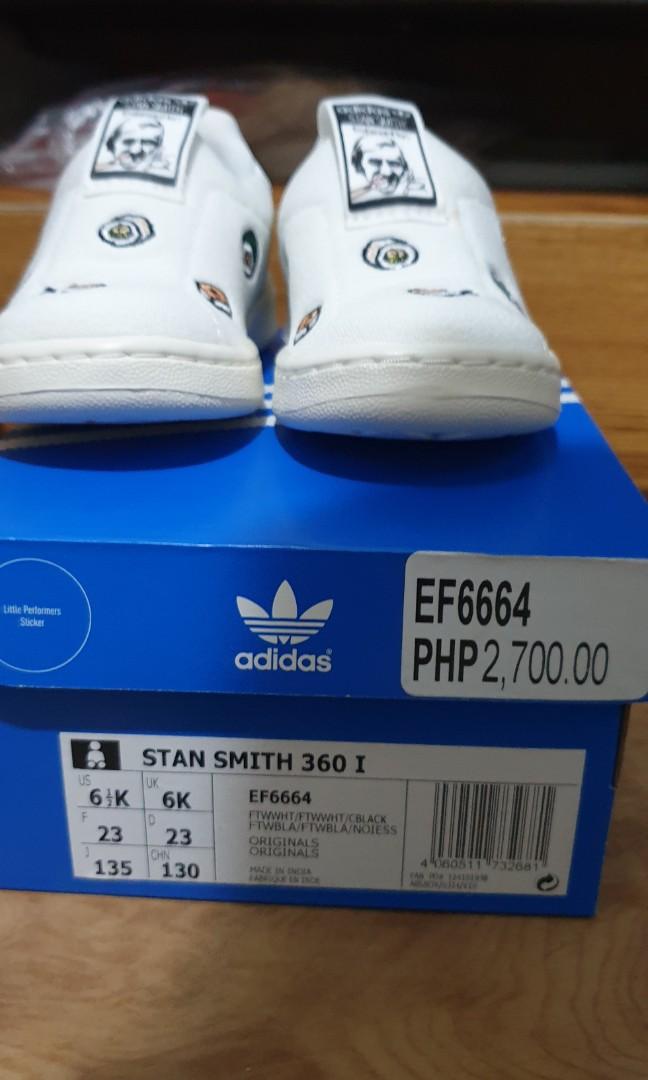 Little Performers
Sticker
adidas
EF6664
PHP 2,700.00
STAN SMITH 360 I
US
6½K
UK
6K
F
23
D
23
J
135
CHN
130
EF6664
FTWWHT/FTWWHT/CBLACK
FTWBLA/FTWBLA/NOIESS
ORIGINALS
ORIGINALS
MADE IN INDIA
FABRIQUE EN INDE
4 060511 732681